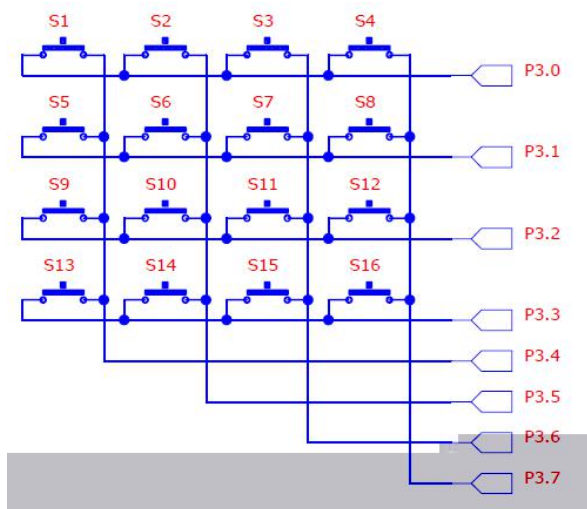 S1 S2 S3 S4
P3.0
S5 S6 S7 S8
P3.1
S9 S10 S11 S12
P3.2
S13 S14 S15 S16
P3.3
P3.4
P3.5
P3.6
P3.7